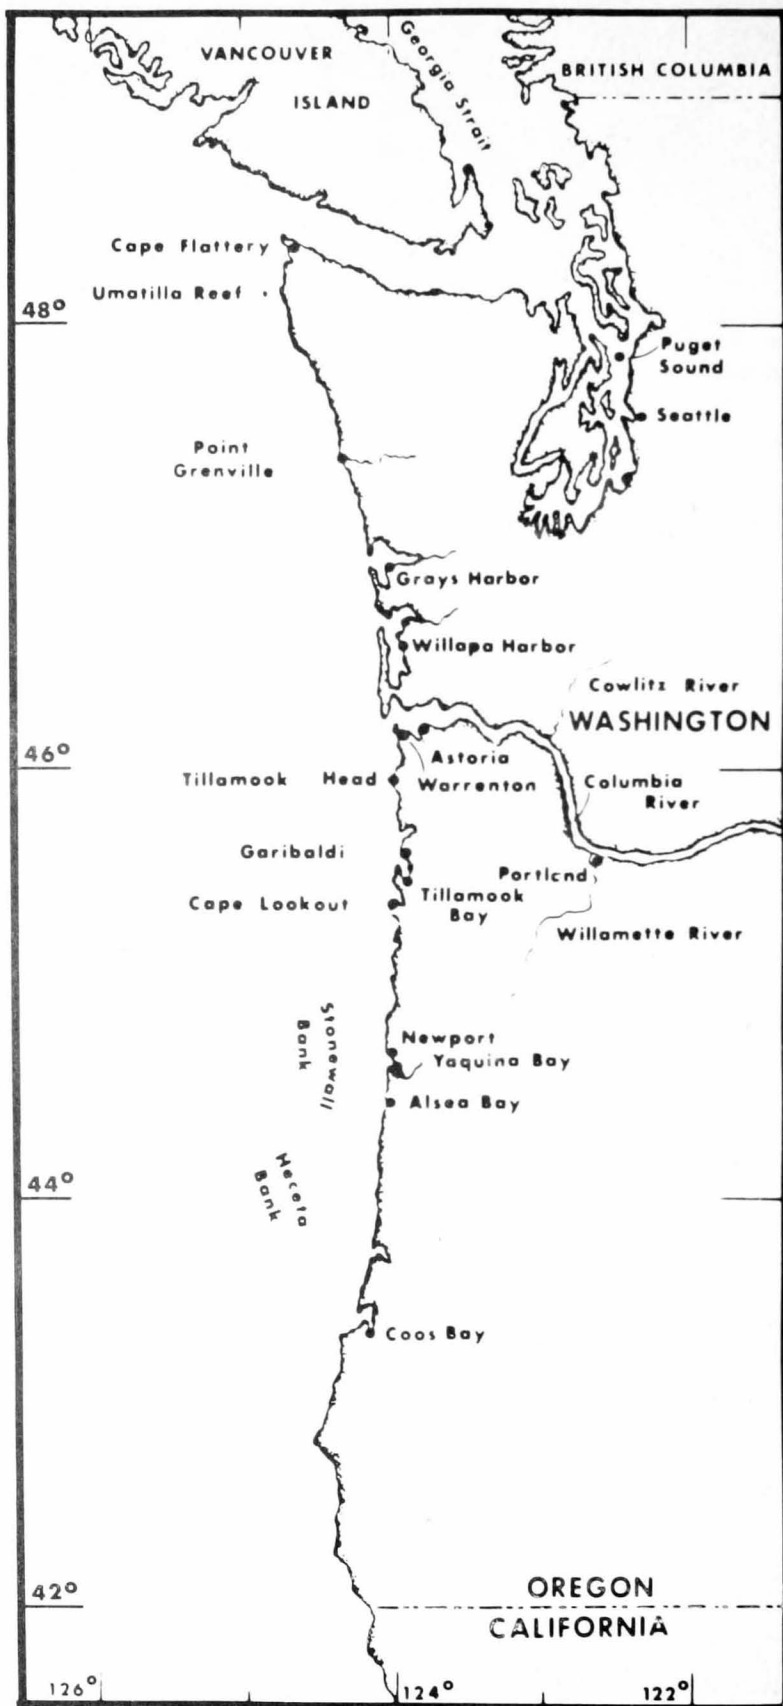 VANCOUVER
ISLAND
Georgia Strait
BRITISH COLUMBIA
Cape Flattery
Umatilla Reef
48°
Puget
Sound
Seattle
Point
Grenville
Grays Harbor
Willapa Harbor
Cowlitz River
WASHINGTON
46°
Astoria
Tillamook Head
Warrenton
Columbia
River
Garibaldi
Portland
Cape Lookout
Tillamook
Bay
Willamette River
Stonewall
Bank
Newport
Yaquina Bay
Alsea Bay
Heceta
Bank
44°
Coos Bay
42°
OREGON
CALIFORNIA
126°
124°
122°